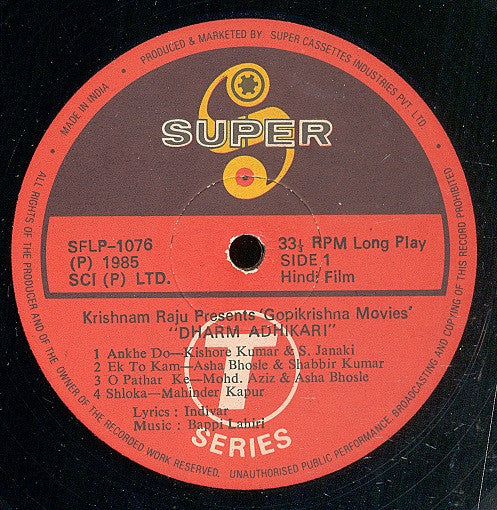 • MADE IN INDIA • PRODUCED & MARKETED BY SUPER CASSETTES INDUSTRIES PVT. LTD. •
ALL RIGHTS OF THE PRODUCER AND OF THE OWNER OF THE RECORDED WORK RESERVED. UNAUTHORISED PUBLIC PERFORMANCE, BROADCASTING AND COPYING OF THIS RECORD PROHIBITED
SUPER
SFLP-1076
(P) 1985
SCI (P) LTD.
33⅓ RPM Long Play
SIDE 1
Hindi Film
Krishnam Raju Presents Gopikrishna Movies'
"DHARM ADHIKARI"
1 Ankhe Do—Kishore Kumar & S. Janaki
2 Ek To Kam—Asha Bhosle & Shabbir Kumar
3 O Pathar Ke—Mohd. Aziz & Asha Bhosle
4 Shloka—Mahinder Kapur
Lyrics : Indivar
Music : Bappi Lahiri
T
SERIES